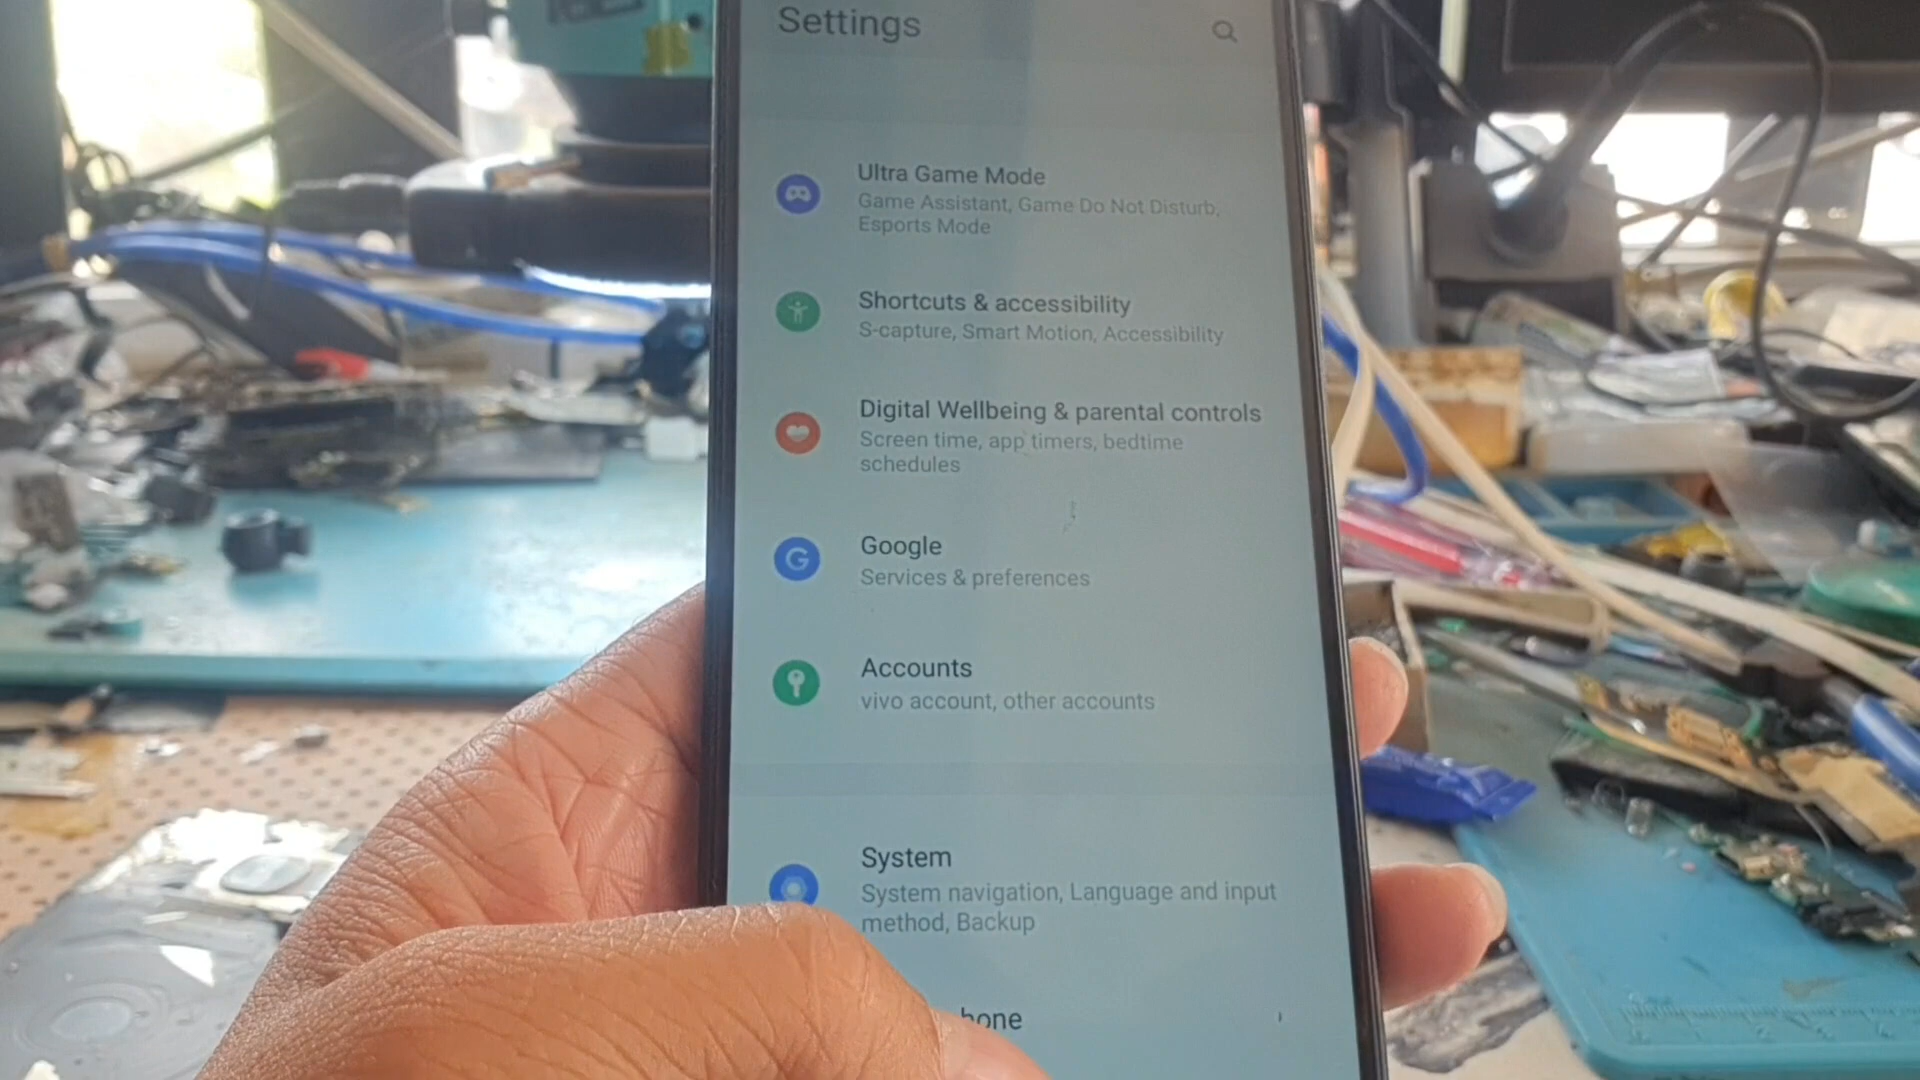 Settings
Ultra Game Mode
Game Assistant, Game Do Not Disturb,
Esports Mode
Shortcuts & accessibility
S-capture, Smart Motion, Accessibility
Digital Wellbeing & parental controls
Screen time, app timers, bedtime
schedules
Google
Services & preferences
Accounts
vivo account, other accounts
System
System navigation, Language and input
method, Backup
hone